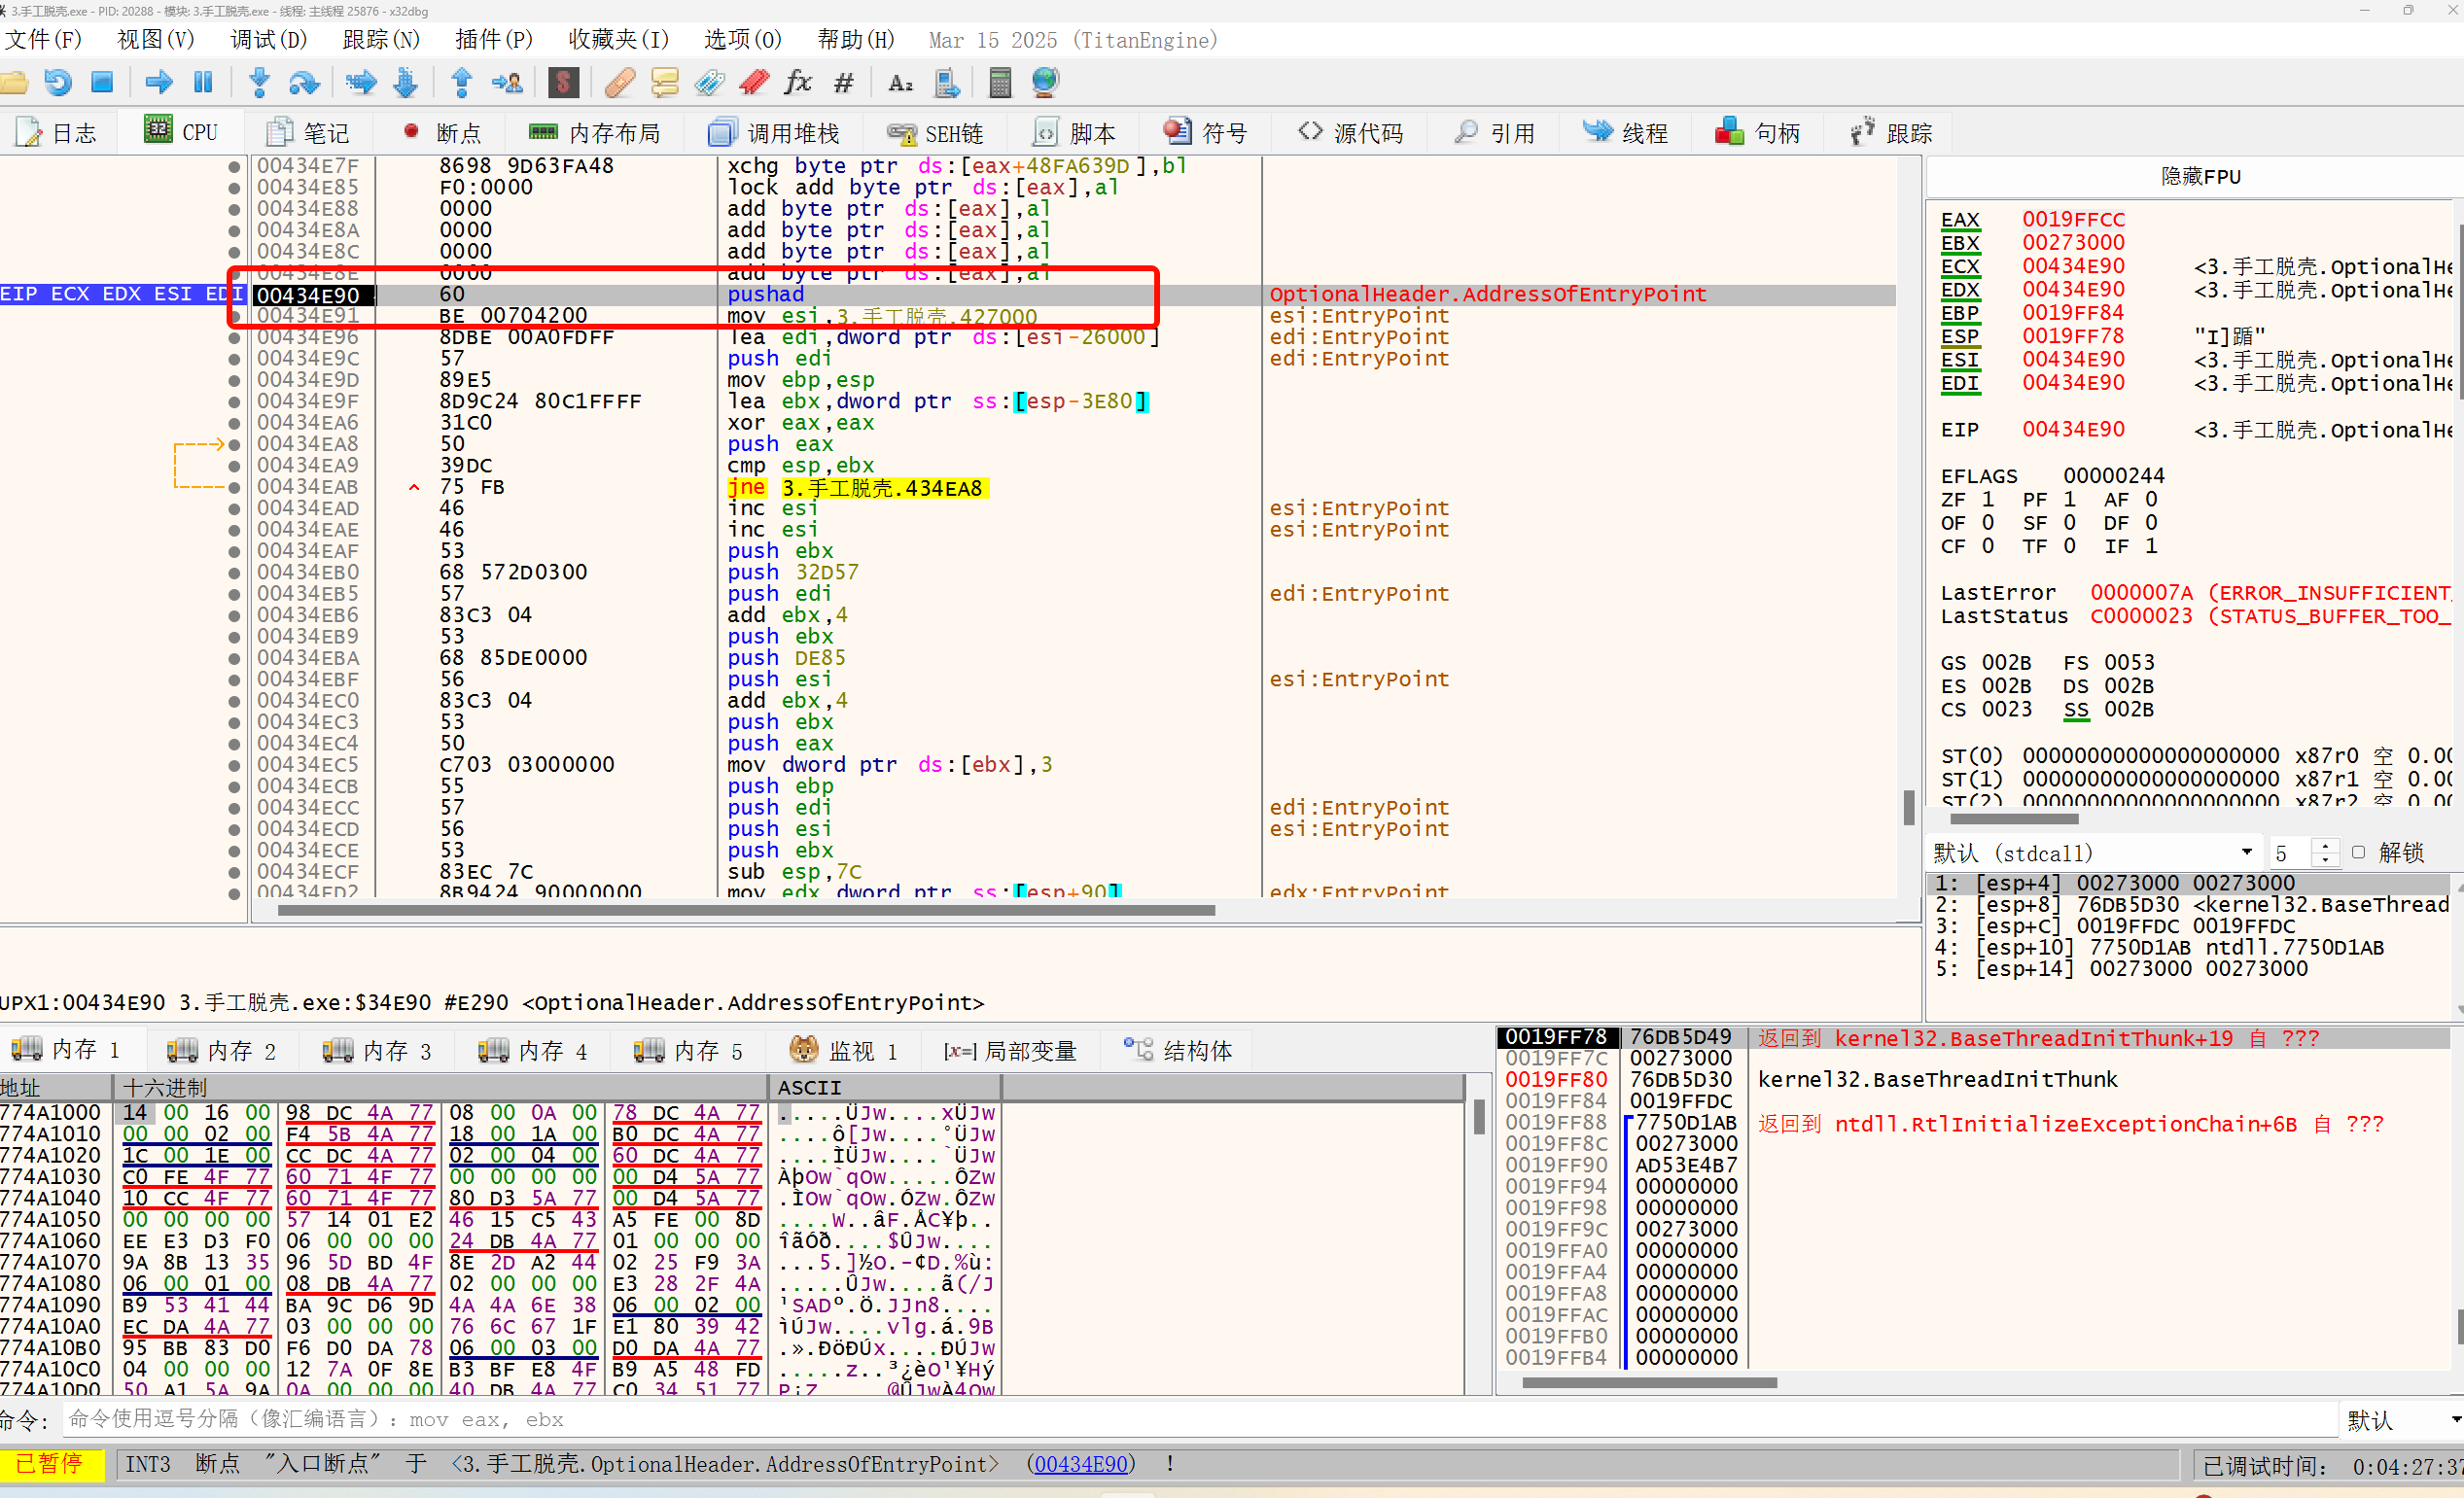 3.手工脱壳.exe - PID: 20288 - 模块: 3.手工脱壳.exe - 线程: 主线程 25876 - x32dbg
文件(F) 视图(V) 调试(D) 跟踪(N) 插件(P) 收藏夹(I) 选项(O) 帮助(H) Mar 15 2025 (TitanEngine)
日志 CPU 笔记 断点 内存布局 调用堆栈 SEH链 脚本 符号 源代码 引用 线程 句柄 跟踪
00434E7F 8698 9D63FA48 xchg byte ptr ds:[eax+48FA639D],bl
00434E85 F0:0000 lock add byte ptr ds:[eax],al
00434E88 0000 add byte ptr ds:[eax],al
00434E8A 0000 add byte ptr ds:[eax],al
00434E8C 0000 add byte ptr ds:[eax],al
00434E8E 0000 add byte ptr ds:[eax],al
EIP ECX EDX ESI EDI 00434E90 60 pushad OptionalHeader.AddressOfEntryPoint
00434E91 BE 00704200 mov esi,3.手工脱壳.427000 esi:EntryPoint
00434E96 8DBE 00A0FDFF lea edi,dword ptr ds:[esi-26000] edi:EntryPoint
00434E9C 57 push edi edi:EntryPoint
00434E9D 89E5 mov ebp,esp
00434E9F 8D9C24 80C1FFFF lea ebx,dword ptr ss:[esp-3E80]
00434EA6 31C0 xor eax,eax
00434EA8 50 push eax
00434EA9 39DC cmp esp,ebx
00434EAB 75 FB jne 3.手工脱壳.434EA8
00434EAD 46 inc esi esi:EntryPoint
00434EAE 46 inc esi esi:EntryPoint
00434EAF 53 push ebx
00434EB0 68 572D0300 push 32D57
00434EB5 57 push edi edi:EntryPoint
00434EB6 83C3 04 add ebx,4
00434EB9 53 push ebx
00434EBA 68 85DE0000 push DE85
00434EBF 56 push esi esi:EntryPoint
00434EC0 83C3 04 add ebx,4
00434EC3 53 push ebx
00434EC4 50 push eax
00434EC5 C703 03000000 mov dword ptr ds:[ebx],3
00434ECB 55 push ebp
00434ECC 57 push edi edi:EntryPoint
00434ECD 56 push esi esi:EntryPoint
00434ECE 53 push ebx
00434ECF 83EC 7C sub esp,7C
00434ED2 8B9424 90000000 mov edx,dword ptr ss:[esp+90] edx:EntryPoint
隐藏FPU
EAX 0019FFCC
EBX 00273000
ECX 00434E90 <3.手工脱壳.OptionalHe
EDX 00434E90 <3.手工脱壳.OptionalHe
EBP 0019FF84
ESP 0019FF78
ESI 00434E90 <3.手工脱壳.OptionalHe
EDI 00434E90 <3.手工脱壳.OptionalHe
EIP 00434E90 <3.手工脱壳.OptionalHe
EFLAGS 00000244
ZF 1 PF 1 AF 0
OF 0 SF 0 DF 0
CF 0 TF 0 IF 1
LastError 0000007A (ERROR_INSUFFICIENT_
LastStatus C0000023 (STATUS_BUFFER_TOO_
GS 002B FS 0053
ES 002B DS 002B
CS 0023 SS 002B
ST(0) 00000000000000000000 x87r0 空 0.00
ST(1) 00000000000000000000 x87r1 空 0.00
ST(2) 00000000000000000000 x87r2 空 0.00
默认 (stdcall) 5 解锁
1: [esp+4] 00273000 00273000
2: [esp+8] 76DB5D30 <kernel32.BaseThread
3: [esp+C] 0019FFDC 0019FFDC
4: [esp+10] 7750D1AB ntdll.7750D1AB
5: [esp+14] 00273000 00273000
UPX1:00434E90 3.手工脱壳.exe:$34E90 #E290 <OptionalHeader.AddressOfEntryPoint>
内存 1 内存 2 内存 3 内存 4 内存 5 监视 1 [x=]局部变量 结构体
地址 十六进制 ASCII
774A1000 14 00 16 00 98 DC 4A 77 08 00 0A 00 78 DC 4A 77 .....ÜJw....xÜJw
774A1010 00 00 02 00 F4 5B 4A 77 18 00 1A 00 B0 DC 4A 77 ....ô[Jw....°ÜJw
774A1020 1C 00 1E 00 CC DC 4A 77 02 00 04 00 60 DC 4A 77 ....ÌÜJw....`ÜJw
774A1030 C0 FE 4F 77 60 71 4F 77 00 00 00 00 00 D4 5A 77 ÀþOw`qOw.....ÔZw
774A1040 10 CC 4F 77 60 71 4F 77 80 D3 5A 77 00 D4 5A 77 .ÌOw`qOw.ÓZw.ÔZw
774A1050 00 00 00 00 57 14 01 E2 46 15 C5 43 A5 FE 00 8D ....W..âF.ÅC¥þ..
774A1060 EE E3 D3 F0 06 00 00 00 24 DB 4A 77 01 00 00 00 îãÓð....$ÛJw....
774A1070 9A 8B 13 35 96 5D BD 4F 8E 2D A2 44 02 25 F9 3A ...5.]½O.-¢D.%ù:
774A1080 06 00 01 00 08 DB 4A 77 02 00 00 00 E3 28 2F 4A .....ÛJw....ã(/J
774A1090 B9 53 41 44 BA 9C D6 9D 4A 4A 6E 38 06 00 02 00 ¹SADº.Ö.JJn8....
774A10A0 EC DA 4A 77 03 00 00 00 76 6C 67 1F E1 80 39 42 ìÚJw....vlg.á.9B
774A10B0 95 BB 83 D0 F6 D0 DA 78 06 00 03 00 D0 DA 4A 77 .».ÐöÐÚx....ÐÚJw
774A10C0 04 00 00 00 12 7A 0F 8E B3 BF E8 4F B9 A5 48 FD .....z..³¿èO¹¥Hý
774A10D0 50 A1 5A 9A 0A 00 00 00 40 DB 4A 77 C0 34 51 77 P¡Z.....@ÛJwÀ4Qw
0019FF78 76DB5D49 返回到 kernel32.BaseThreadInitThunk+19 自 ???
0019FF7C 00273000
0019FF80 76DB5D30 kernel32.BaseThreadInitThunk
0019FF84 0019FFDC
0019FF88 7750D1AB 返回到 ntdll.RtlInitializeExceptionChain+6B 自 ???
0019FF8C 00273000
0019FF90 AD53E4B7
0019FF94 00000000
0019FF98 00000000
0019FF9C 00273000
0019FFA0 00000000
0019FFA4 00000000
0019FFA8 00000000
0019FFAC 00000000
0019FFB0 00000000
0019FFB4 00000000
命令: 命令使用逗号分隔（像汇编语言）: mov eax, ebx 默认
已暂停 INT3 断点 "入口断点" 于 <3.手工脱壳.OptionalHeader.AddressOfEntryPoint> (00434E90) ! 已调试时间: 0:04:27:37